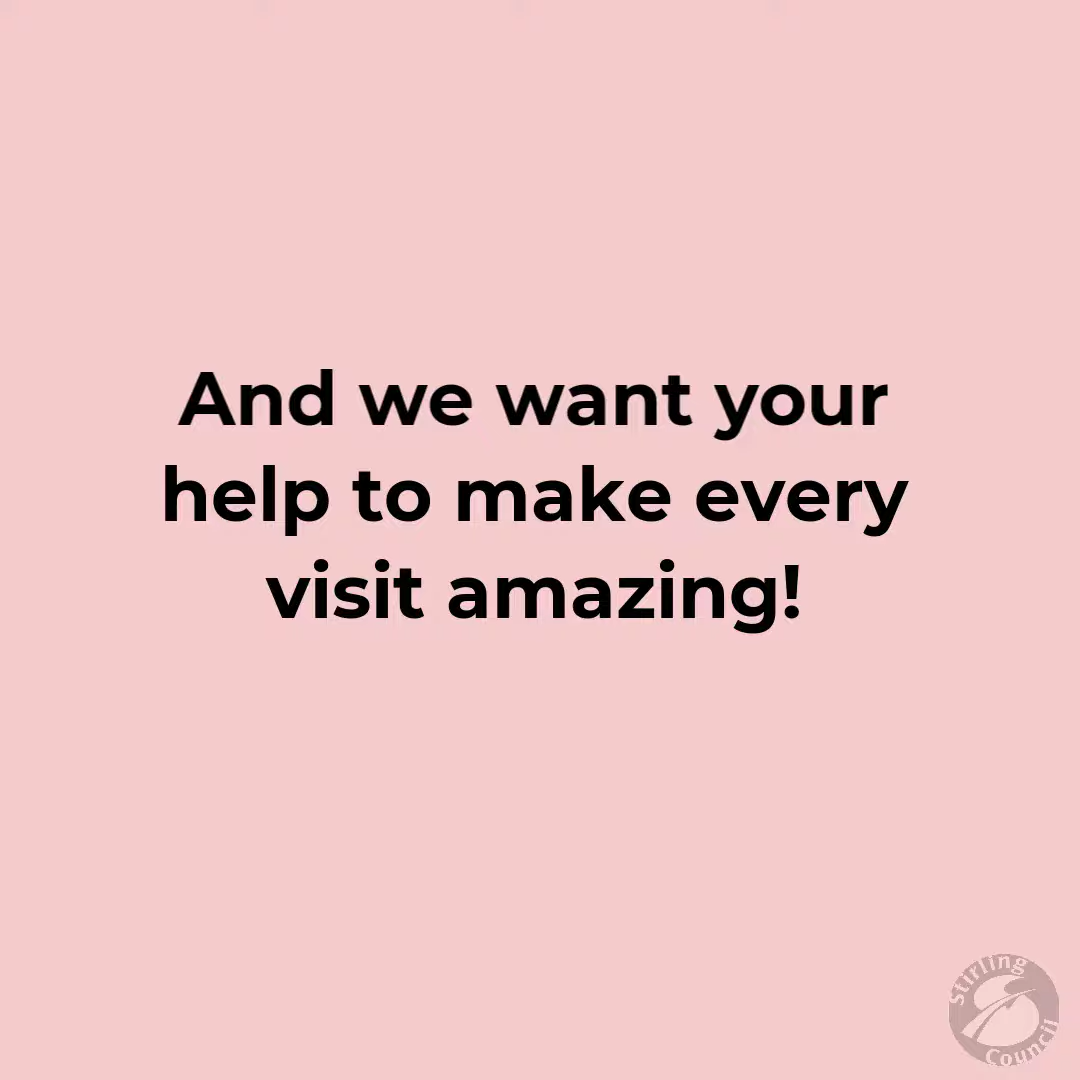 And we want your
help to make every
visit amazing!
Stirling
Council